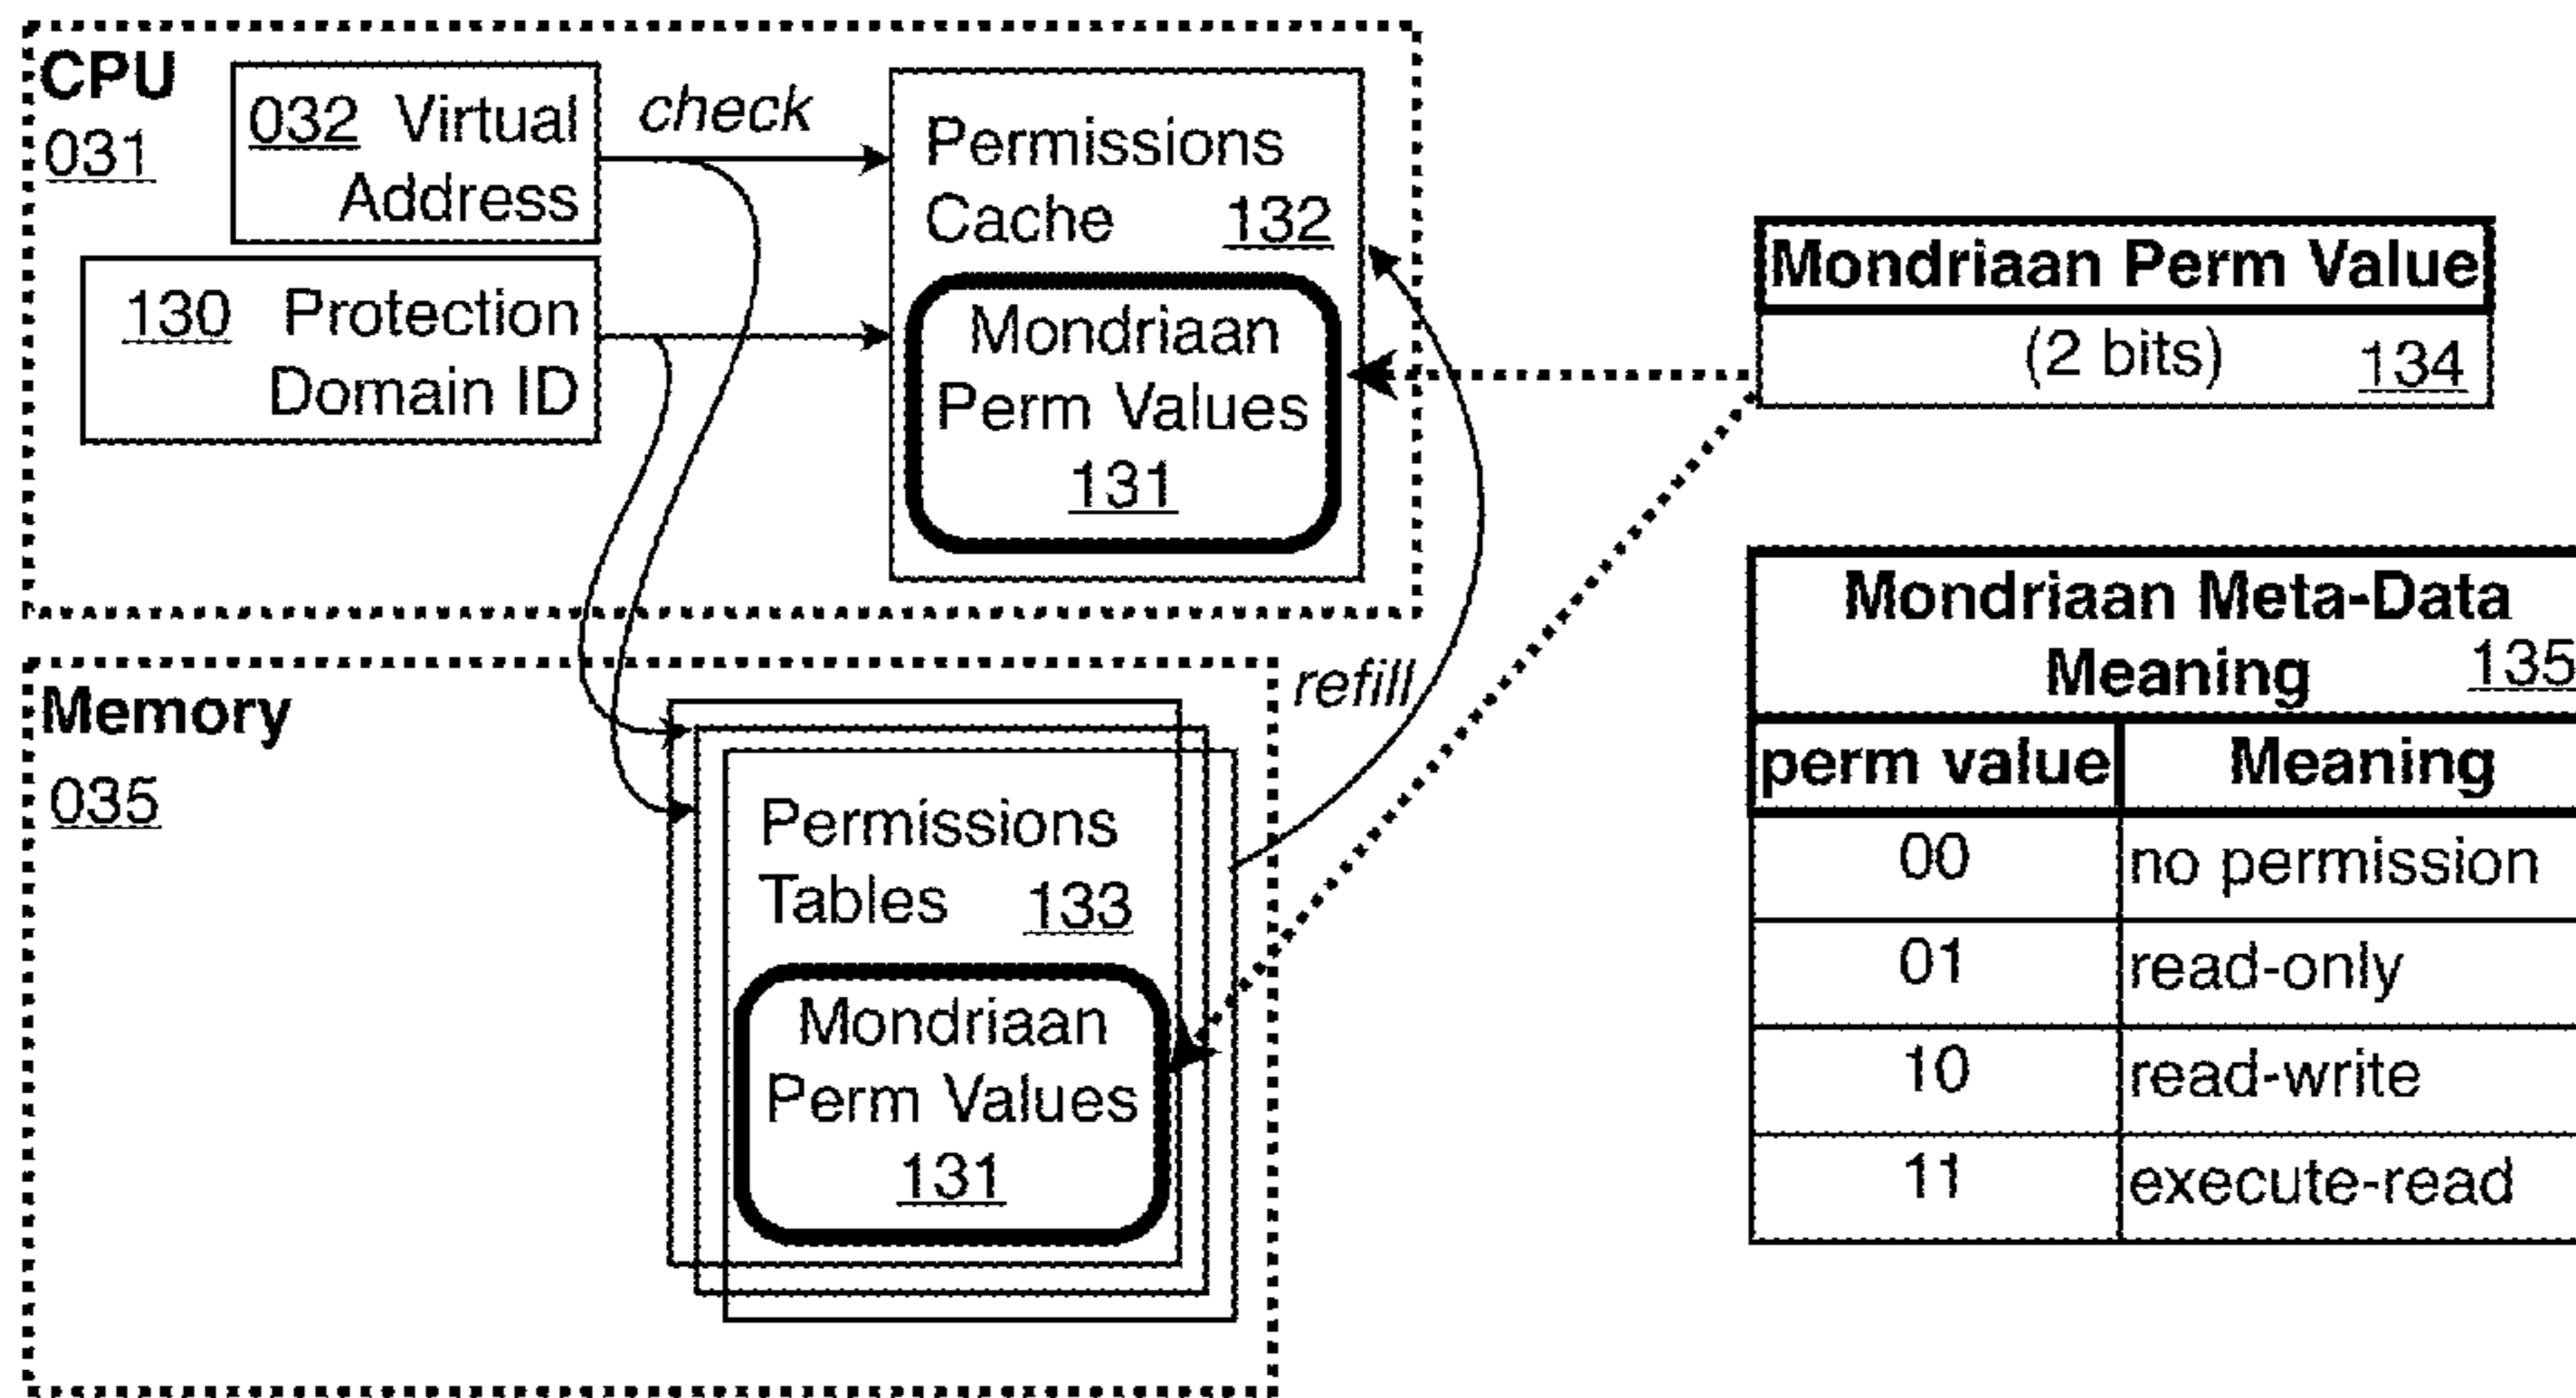 CPU
031
032 Virtual
Address
check
130 Protection
Domain ID
Permissions
Cache 132
Mondriaan
Perm Values
131
Mondriaan Perm Value
(2 bits) 134
Memory
035
refill
Permissions
Tables 133
Mondriaan
Perm Values
131
Mondriaan Meta-Data
Meaning 135
perm value Meaning
00 no permission
01 read-only
10 read-write
11 execute-read